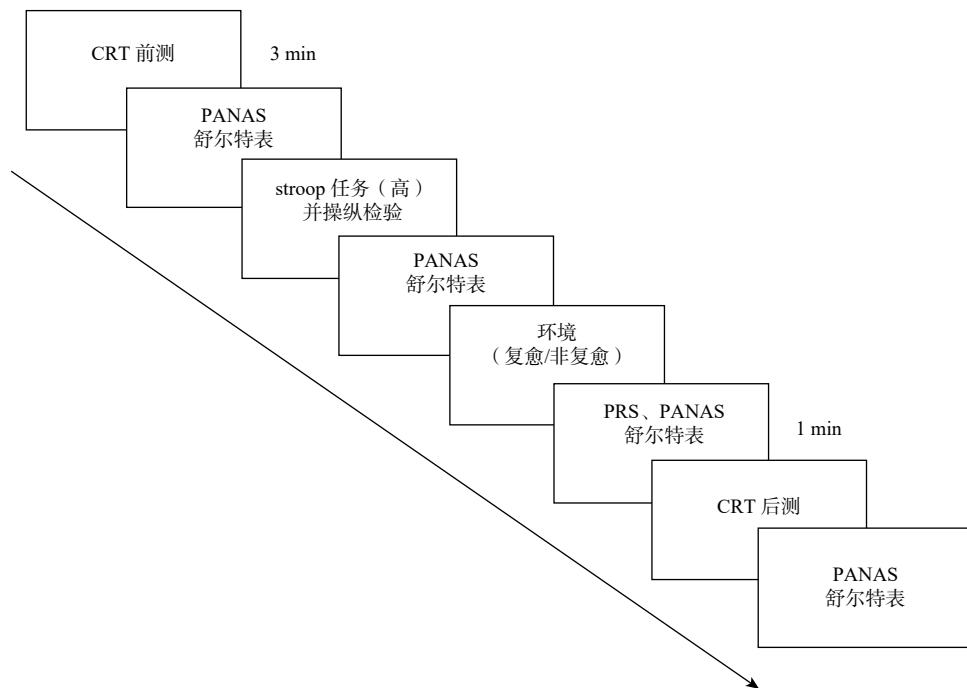 CRT 前测
3 min
PANAS
舒尔特表
stroop 任务（高）
并操纵检验
PANAS
舒尔特表
环境
（复愈/非复愈）
PRS、PANAS
舒尔特表
1 min
CRT 后测
PANAS
舒尔特表